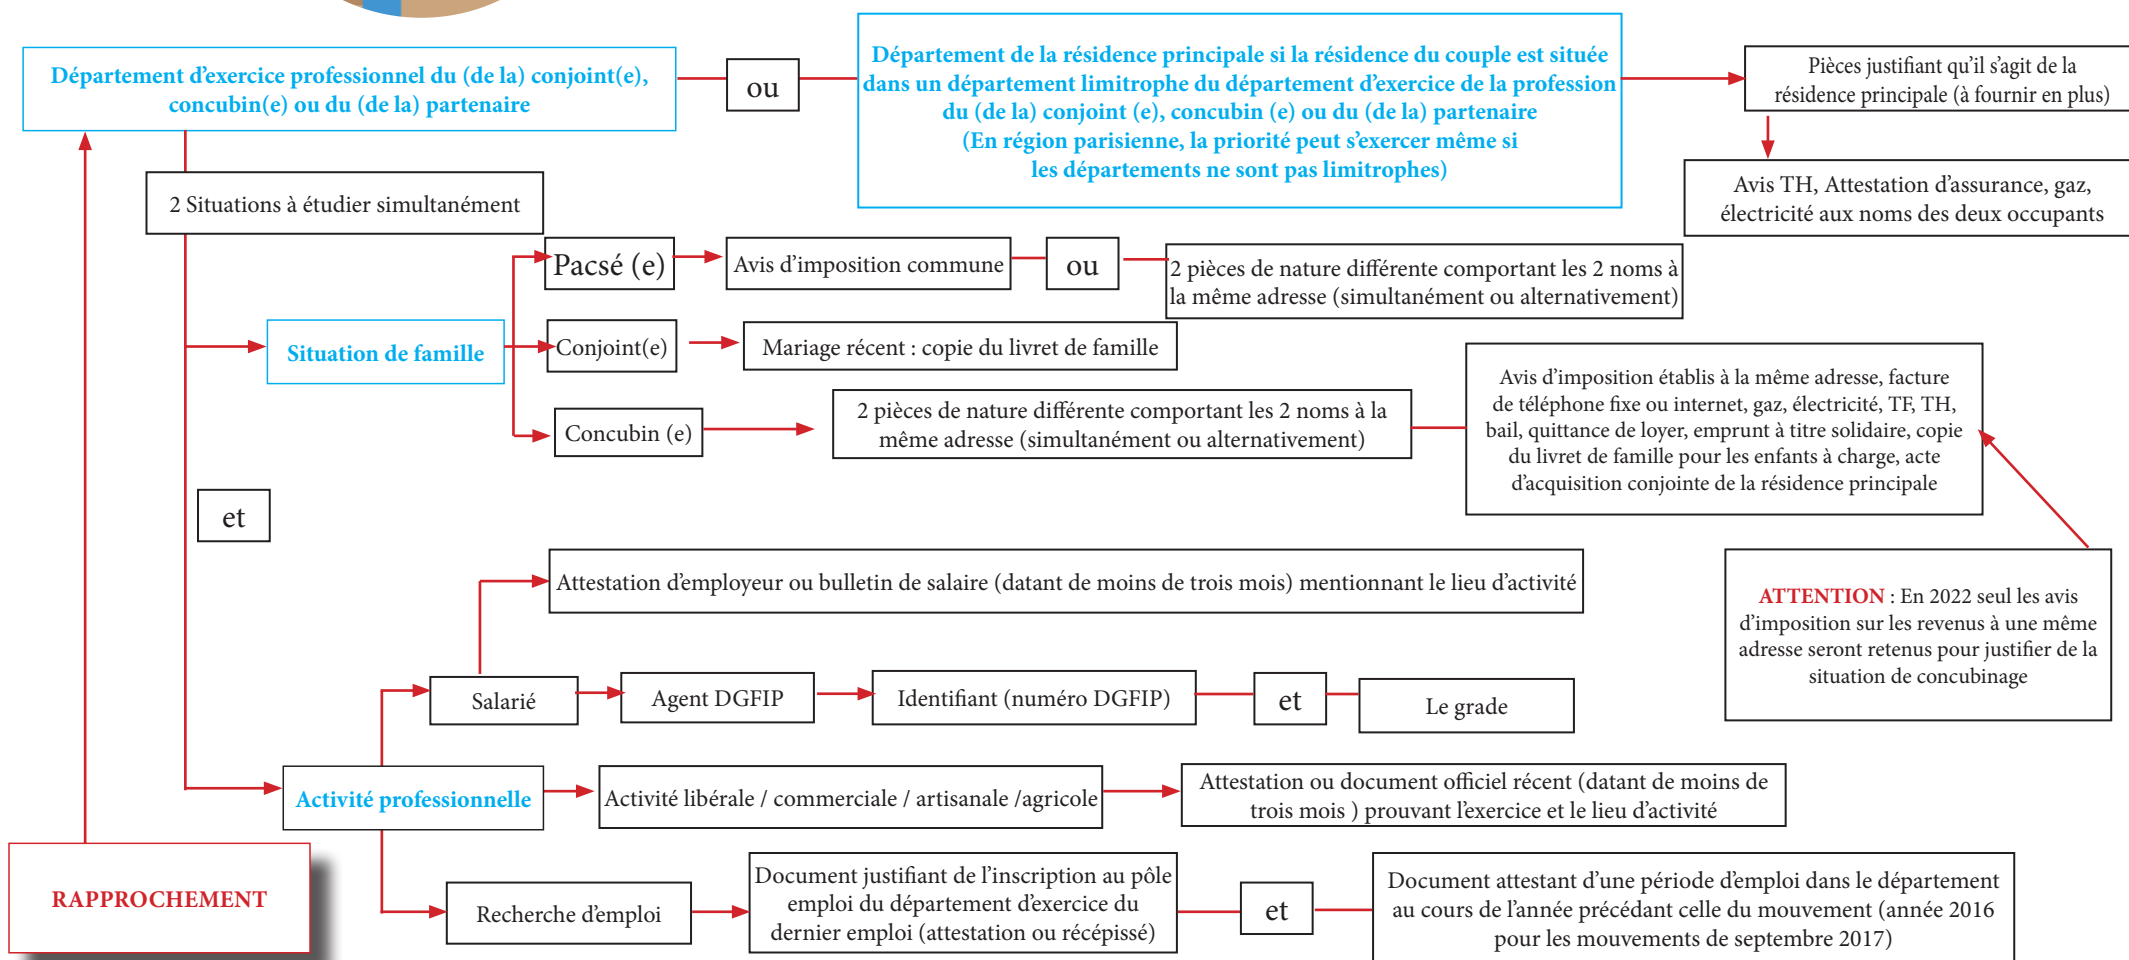 Département d'exercice professionnel du (de la) conjoint(e),
concubin(e) ou du (de la) partenaire
ou
Département de la résidence principale si la résidence du couple est située
dans un département limitrophe du département d'exercice de la profession
du (de la) conjoint (e), concubin (e) ou du (de la) partenaire
(En région parisienne, la priorité peut s'exercer même si
les départements ne sont pas limitrophes)
Pièces justifiant qu'il s'agit de la
résidence principale (à fournir en plus)
Avis TH, Attestation d'assurance, gaz,
électricité aux noms des deux occupants
2 Situations à étudier simultanément
Situation de famille
Pacsé (e)
Avis d'imposition commune
ou
2 pièces de nature différente comportant les 2 noms à
la même adresse (simultanément ou alternativement)
Conjoint(e)
Mariage récent : copie du livret de famille
Concubin (e)
2 pièces de nature différente comportant les 2 noms à la
même adresse (simultanément ou alternativement)
Avis d'imposition établis à la même adresse, facture
de téléphone fixe ou internet, gaz, électricité, TF, TH,
bail, quittance de loyer, emprunt à titre solidaire, copie
du livret de famille pour les enfants à charge, acte
d'acquisition conjointe de la résidence principale
ATTENTION : En 2022 seul les avis
d'imposition sur les revenus à une même
adresse seront retenus pour justifier de la
situation de concubinage
et
Attestation d'employeur ou bulletin de salaire (datant de moins de trois mois) mentionnant le lieu d'activité
Salarié
Agent DGFIP
Identifiant (numéro DGFIP)
et
Le grade
Activité professionnelle
Activité libérale / commerciale / artisanale /agricole
Attestation ou document officiel récent (datant de moins de
trois mois ) prouvant l'exercice et le lieu d'activité
RAPPROCHEMENT
Recherche d'emploi
Document justifiant de l'inscription au pôle
emploi du département d'exercice du
dernier emploi (attestation ou récépissé)
et
Document attestant d'une période d'emploi dans le département
au cours de l'année précédant celle du mouvement (année 2016
pour les mouvements de septembre 2017)